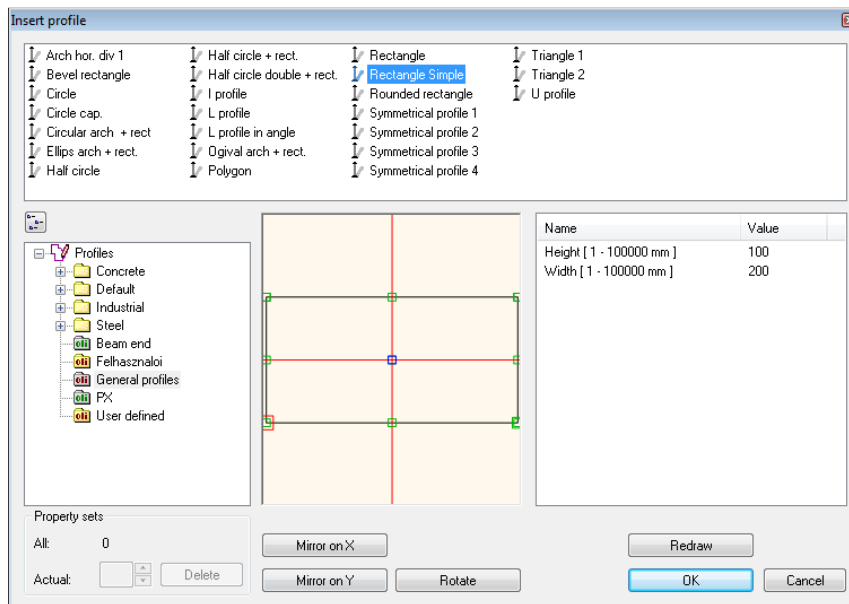 Insert profile
Arch hor. div 1
Bevel rectangle
Circle
Circle cap.
Circular arch + rect
Ellips arch + rect.
Half circle
Half circle + rect.
Half circle double + rect.
I profile
L profile
L profile in angle
Ogival arch + rect.
Polygon
Rectangle
Rectangle Simple
Rounded rectangle
Symmetrical profile 1
Symmetrical profile 2
Symmetrical profile 3
Symmetrical profile 4
Triangle 1
Triangle 2
U profile
Profiles
Concrete
Default
Industrial
Steel
oli Beam end
oli Felhasznaloi
oli General profiles
oli PX
oli User defined
Name Value
Height [ 1 - 100000 mm ] 100
Width [ 1 - 100000 mm ] 200
Property sets
All: 0
Actual: Delete
Mirror on X
Mirror on Y Rotate
Redraw
OK Cancel